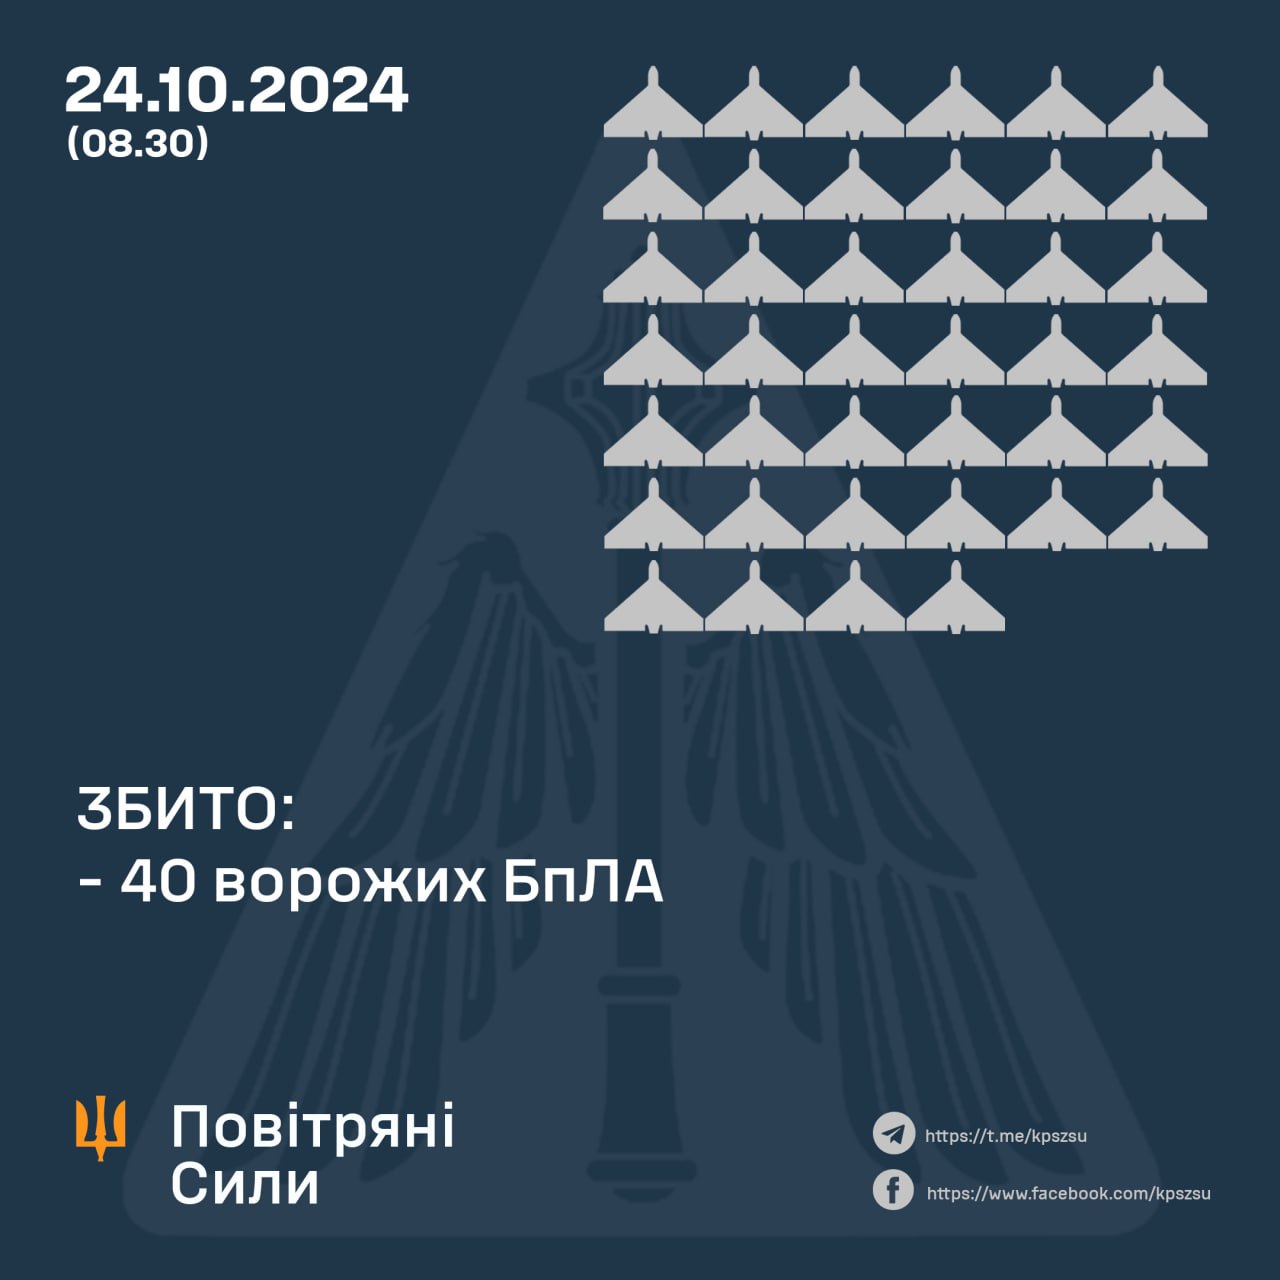 24.10.2024
(08.30)
ЗБИТО:
- 40 ворожих БпЛА
Повітряні
Сили
https://t.me/kpszsu
https://www.facebook.com/kpszsu